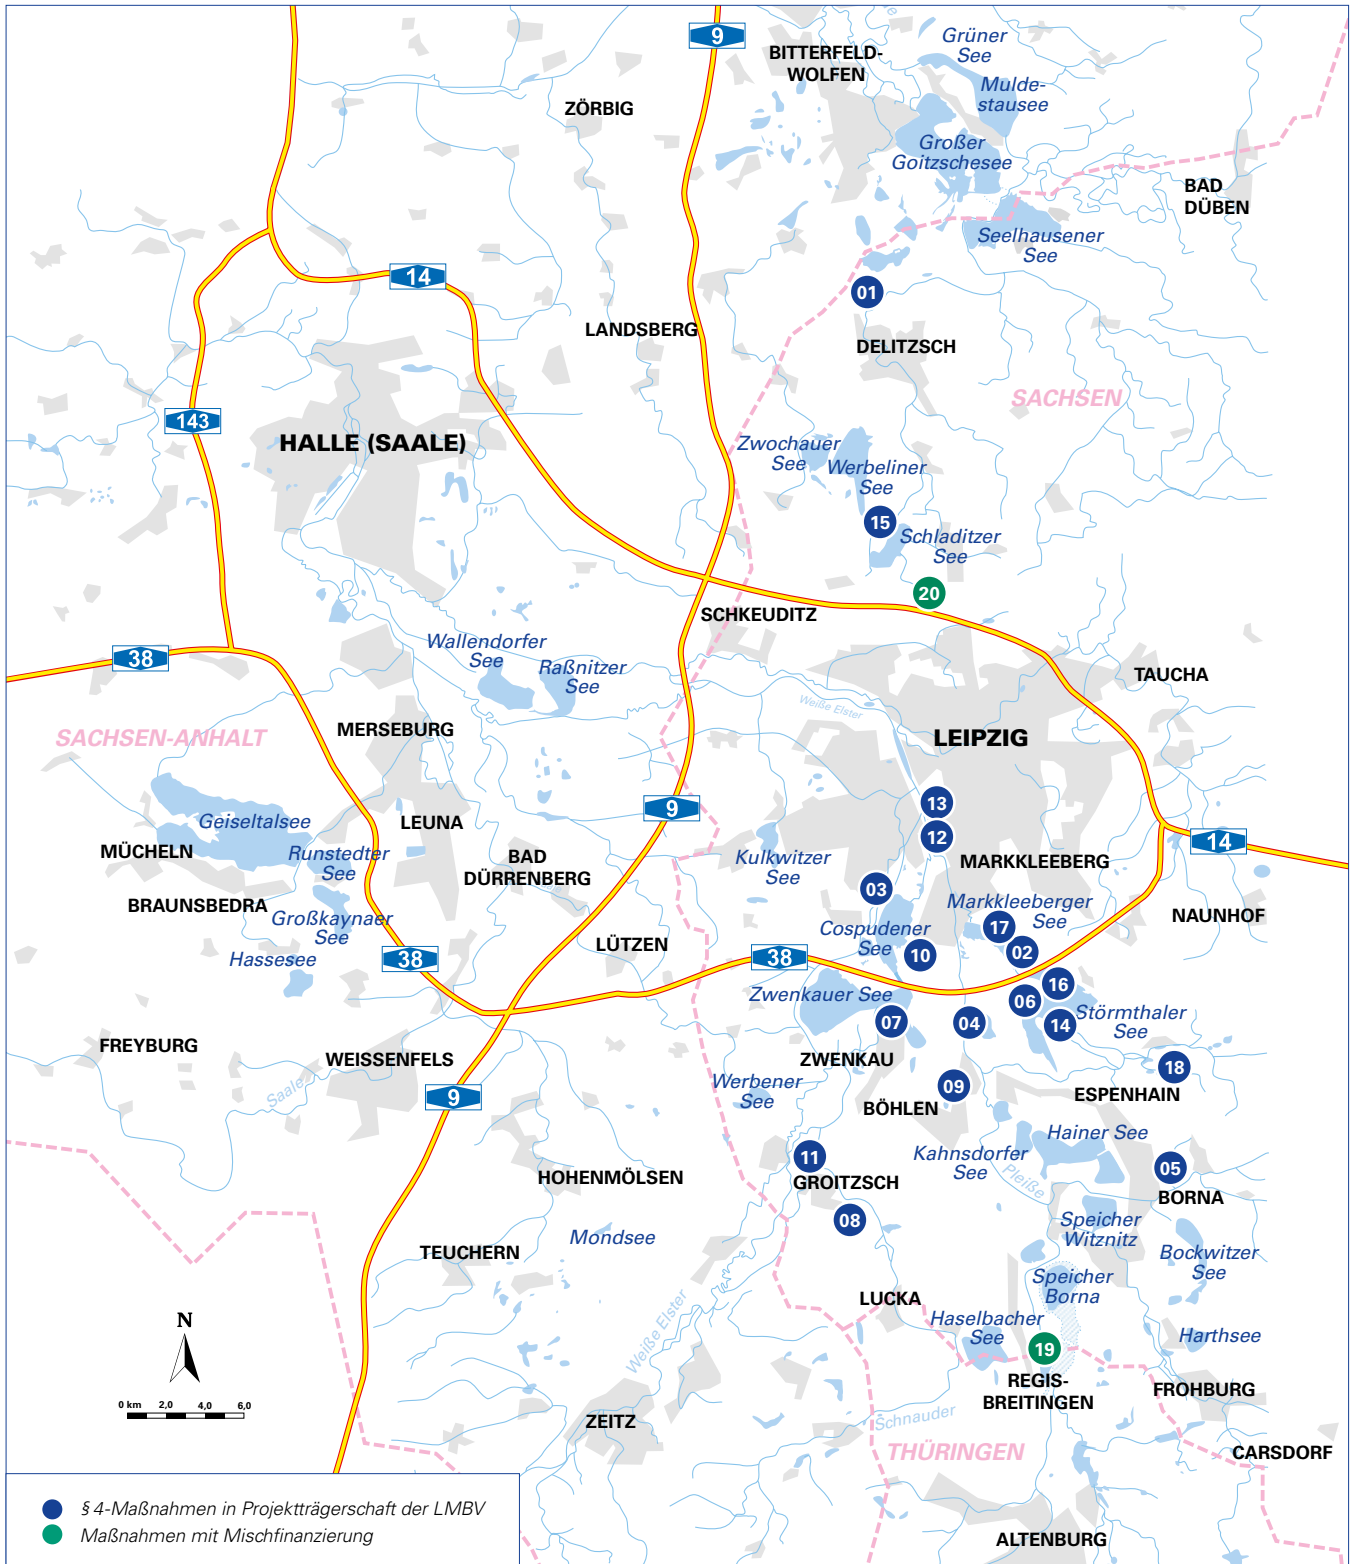 9
BITTERFELD-
WOLFEN
Grüner
See
Mulde-
stausee
ZÖRBIG
Großer
Goitzschesee
BAD
DÜBEN
Seelhausener
See
14
01
LANDSBERG
DELITZSCH
SACHSEN
143
HALLE (SAALE)
Zwochauer
See
Werbeliner
See
15
Schladitzer
See
20
SCHKEUDITZ
38
Wallendorfer
See
Raßnitzer
See
TAUCHA
Weiße Elster
SACHSEN-ANHALT
MERSEBURG
LEIPZIG
Geiseltalsee
LEUNA
9
13
12
14
MÜCHELN
Runstedter
See
BAD
DÜRRENBERG
Kulkwitzer
See
MARKKLEEBERG
03
BRAUNSBEDRA
Großkaynaer
See
Markkleeberger
See
NAUNHOF
Hassesee
38
LÜTZEN
38
Cospudener
See
10
17
02
Zwenkauer See
16
06
07
04
14
Störmthaler
See
FREYBURG
WEISSENFELS
ZWENKAU
18
Saale
9
Werbener
See
09
BÖHLEN
ESPENHAIN
Hainer See
11
GROITZSCH
Kahnsdorfer
See
Pleiße
05
BORNA
HOHENMÖLSEN
08
Speicher
Witznitz
Mondsee
TEUCHERN
Bockwitzer
See
Speicher
Borna
LUCKA
Haselbacher
See
Harthsee
N
Weiße Elster
19
REGIS-
BREITINGEN
FROHBURG
0 km 2,0 4,0 6,0
ZEITZ
Schnauder
THÜRINGEN
CARSDORF
§ 4-Maßnahmen in Projektträgerschaft der LMBV
Maßnahmen mit Mischfinanzierung
ALTENBURG